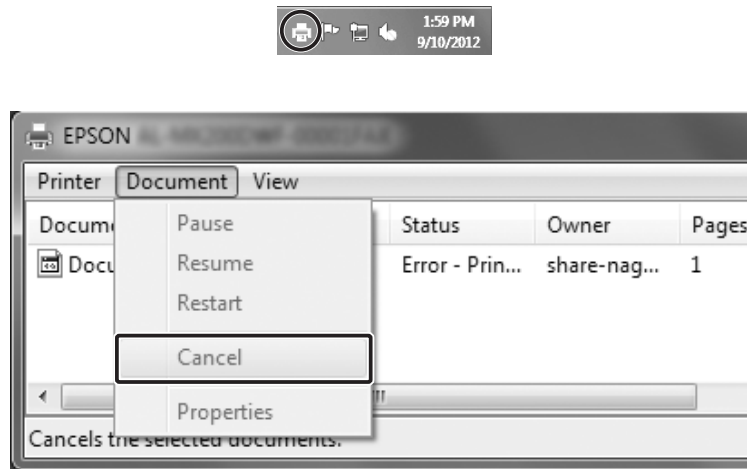 1:59 PM
9/10/2012
EPSON
Printer Document View
Docum Status Owner Pages
Pause
Docu Error - Prin... share-nag... 1
Resume
Restart
Cancel
Properties
Cancels the selected documents.